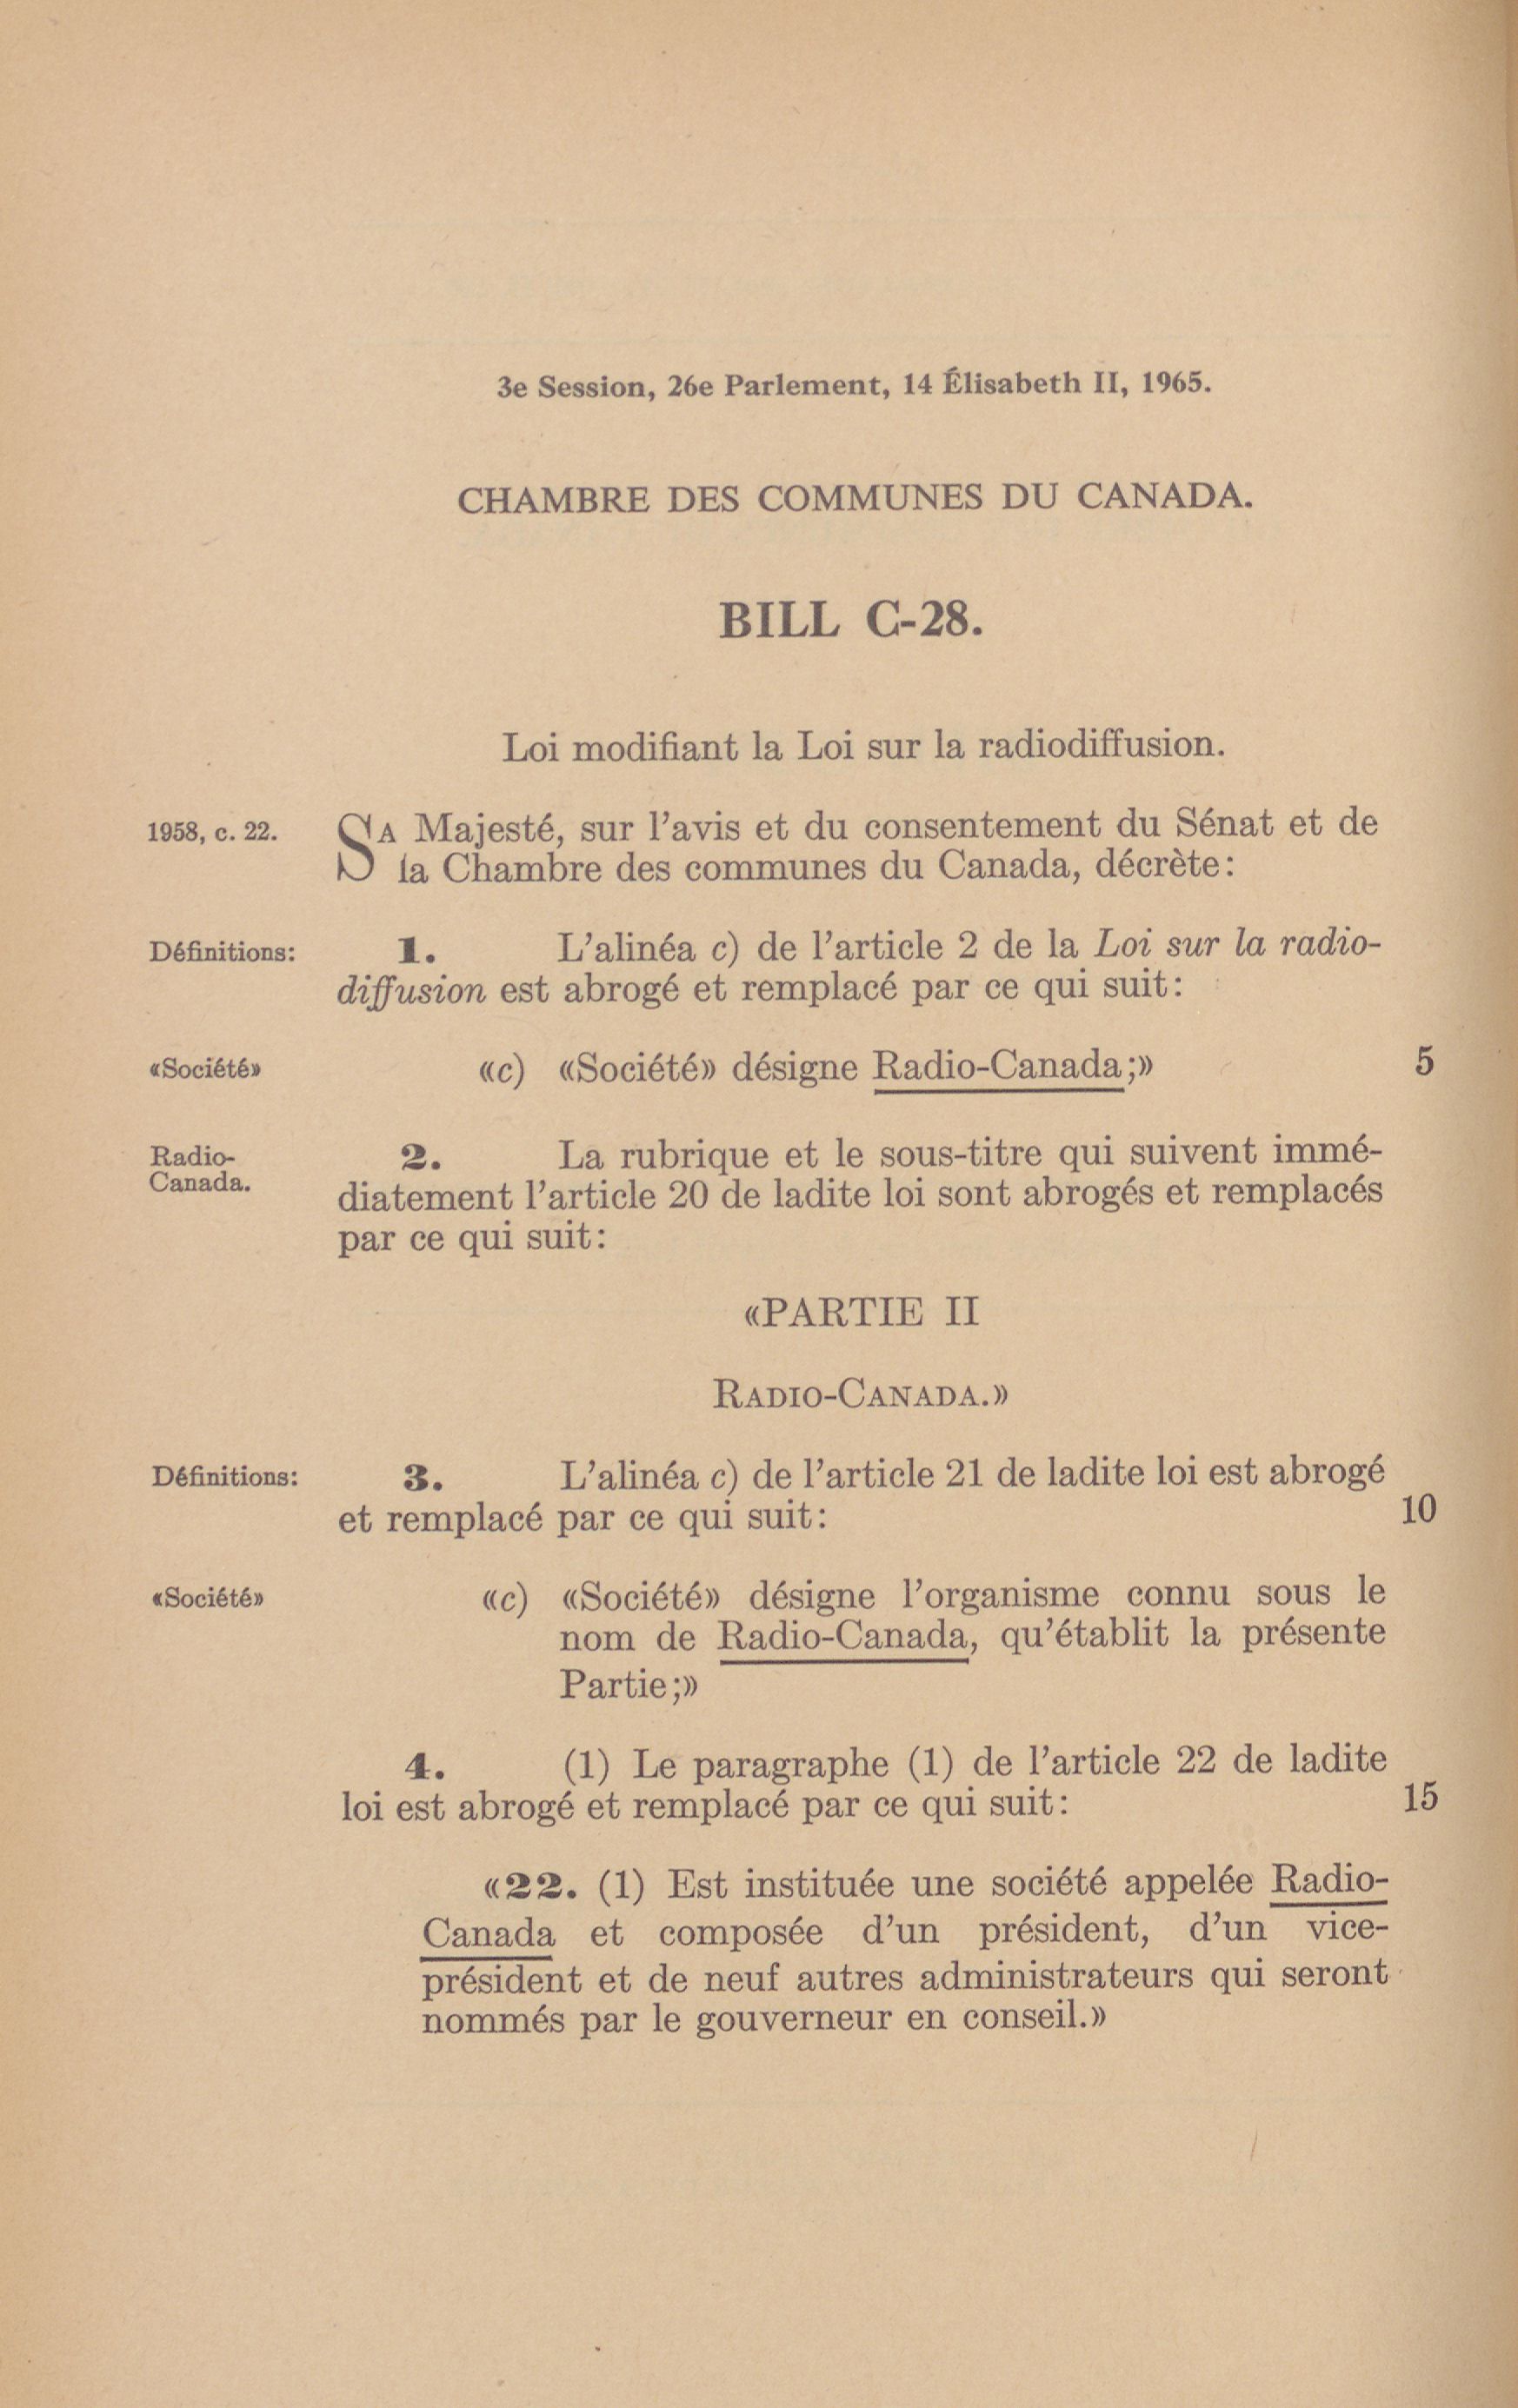 3e Session, 26e Parlement, 14 Élisabeth II, 1965.
CHAMBRE DES COMMUNES DU CANADA.
BILL C-28.
Loi modifiant la Loi sur la radiodiffusion.
1958, c. 22.
SA Majesté, sur l'avis et du consentement du Sénat et de
la Chambre des communes du Canada, décrète:
Définitions:
1. L'alinéa c) de l'article 2 de la Loi sur la radio-
diffusion est abrogé et remplacé par ce qui suit:
«Société»
«c) «Société» désigne Radio-Canada;»
5
Radio-
Canada.
2. La rubrique et le sous-titre qui suivent immé-
diatement l'article 20 de ladite loi sont abrogés et remplacés
par ce qui suit:
«PARTIE II
RADIO-CANADA.»
Définitions:
3. L'alinéa c) de l'article 21 de ladite loi est abrogé
et remplacé par ce qui suit:
10
«Société»
«c) «Société» désigne l'organisme connu sous le
nom de Radio-Canada, qu'établit la présente
Partie;»
4. (1) Le paragraphe (1) de l'article 22 de ladite
loi est abrogé et remplacé par ce qui suit:
15
«22. (1) Est instituée une société appelée Radio-
Canada et composée d'un président, d'un vice-
président et de neuf autres administrateurs qui seront
nommés par le gouverneur en conseil.»